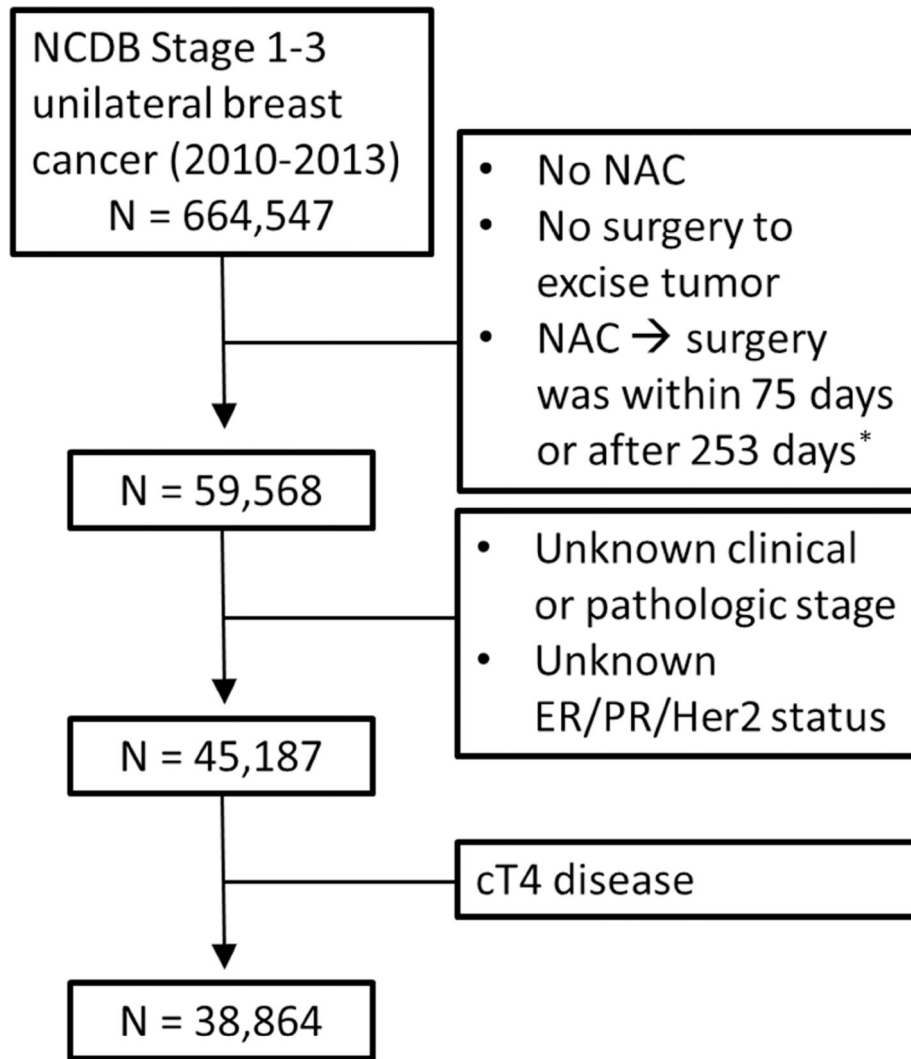 NCDB Stage 1-3
unilateral breast
cancer (2010-2013)
N = 664,547
• No NAC
• No surgery to
excise tumor
• NAC → surgery
was within 75 days
or after 253 days*
N = 59,568
• Unknown clinical
or pathologic stage
• Unknown
ER/PR/Her2 status
N = 45,187
cT4 disease
N = 38,864